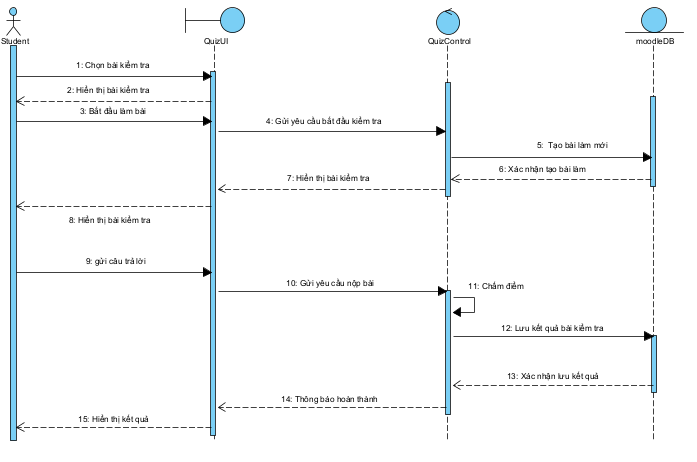 Student
QuizUI
QuizControl
moodleDB
1: Chọn bài kiểm tra
2: Hiển thị bài kiểm tra
3: Bắt đầu làm bài
4: Gửi yêu cầu bắt đầu kiểm tra
5: Tạo bài làm mới
6: Xác nhận tạo bài làm
7: Hiển thị bài kiểm tra
8: Hiển thị bài kiểm tra
9: gửi câu trả lời
10: Gửi yêu cầu nộp bài
11: Chấm điểm
12: Lưu kết quả bài kiểm tra
13: Xác nhận lưu kết quả
14: Thông báo hoàn thành
15: Hiển thị kết quả